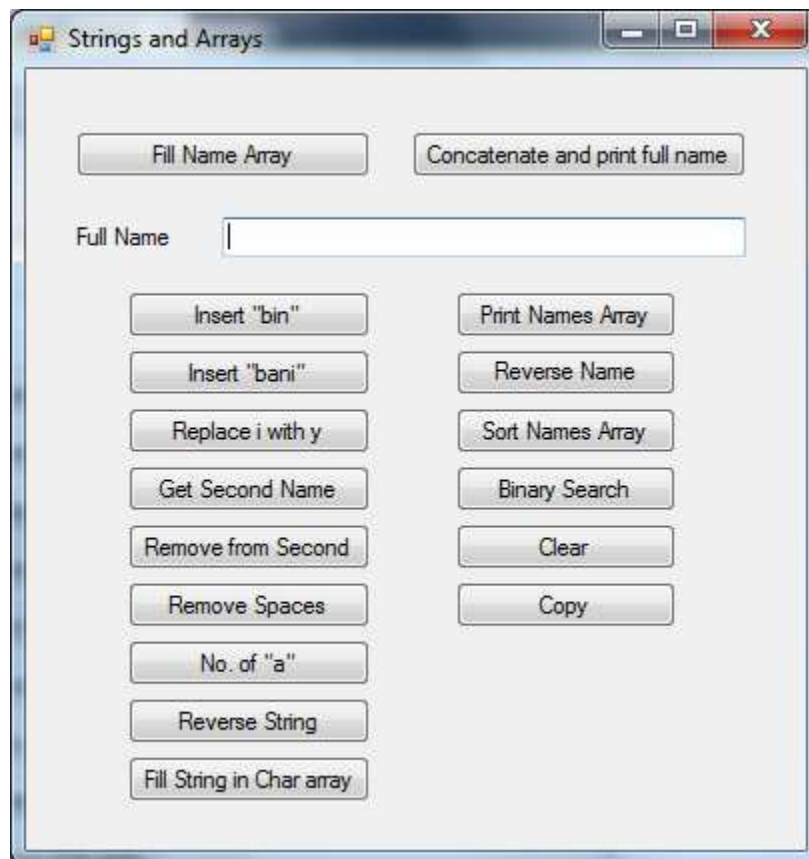 Strings and Arrays
Fill Name Array
Concatenate and print full name
Full Name
Insert "bin"
Print Names Array
Insert "bani"
Reverse Name
Replace i with y
Sort Names Array
Get Second Name
Binary Search
Remove from Second
Clear
Remove Spaces
Copy
No. of "a"
Reverse String
Fill String in Char array